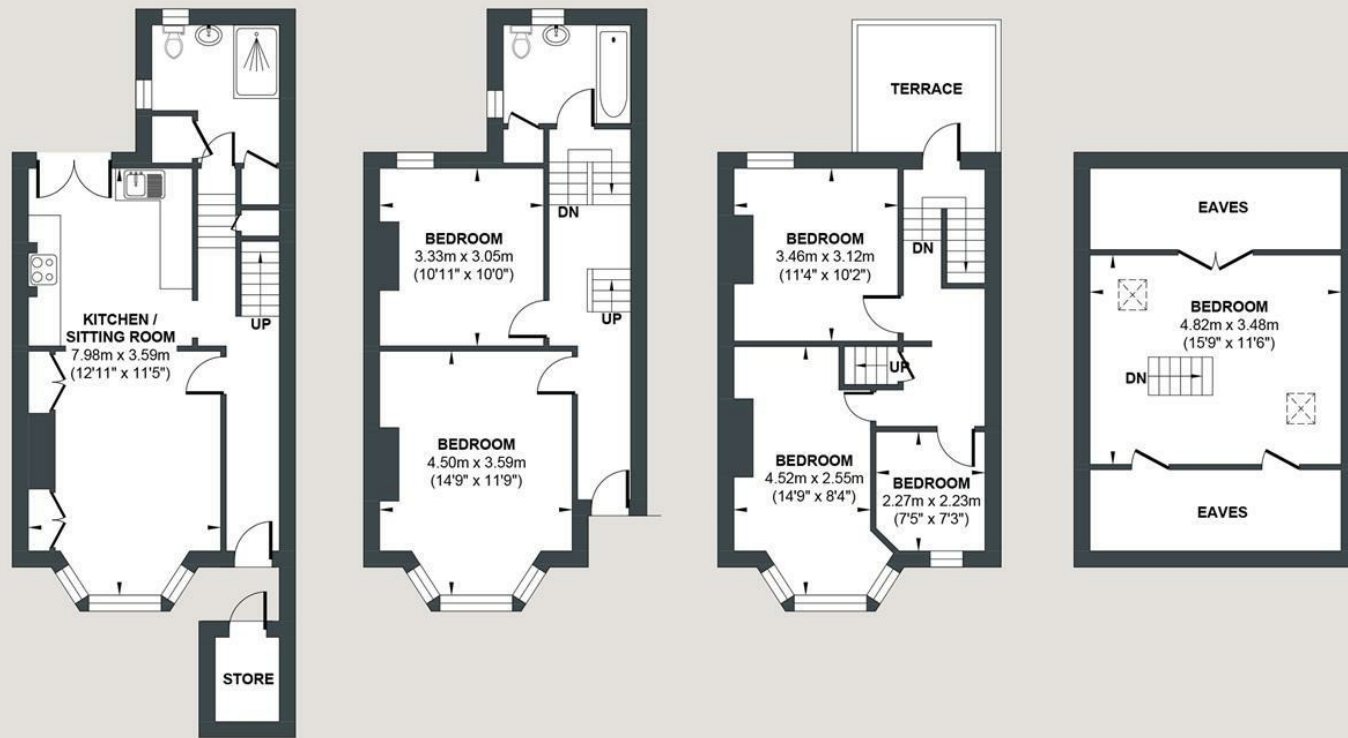 KITCHEN /
SITTING ROOM
7.98m x 3.59m
(12'11" x 11'5")
UP
STORE
BEDROOM
3.33m x 3.05m
(10'11" x 10'0")
DN
UP
BEDROOM
4.50m x 3.59m
(14'9" x 11'9")
TERRACE
BEDROOM
3.46m x 3.12m
(11'4" x 10'2")
DN
UP
BEDROOM
4.52m x 2.55m
(14'9" x 8'4")
BEDROOM
2.27m x 2.23m
(7'5" x 7'3")
EAVES
BEDROOM
4.82m x 3.48m
(15'9" x 11'6")
DN
EAVES